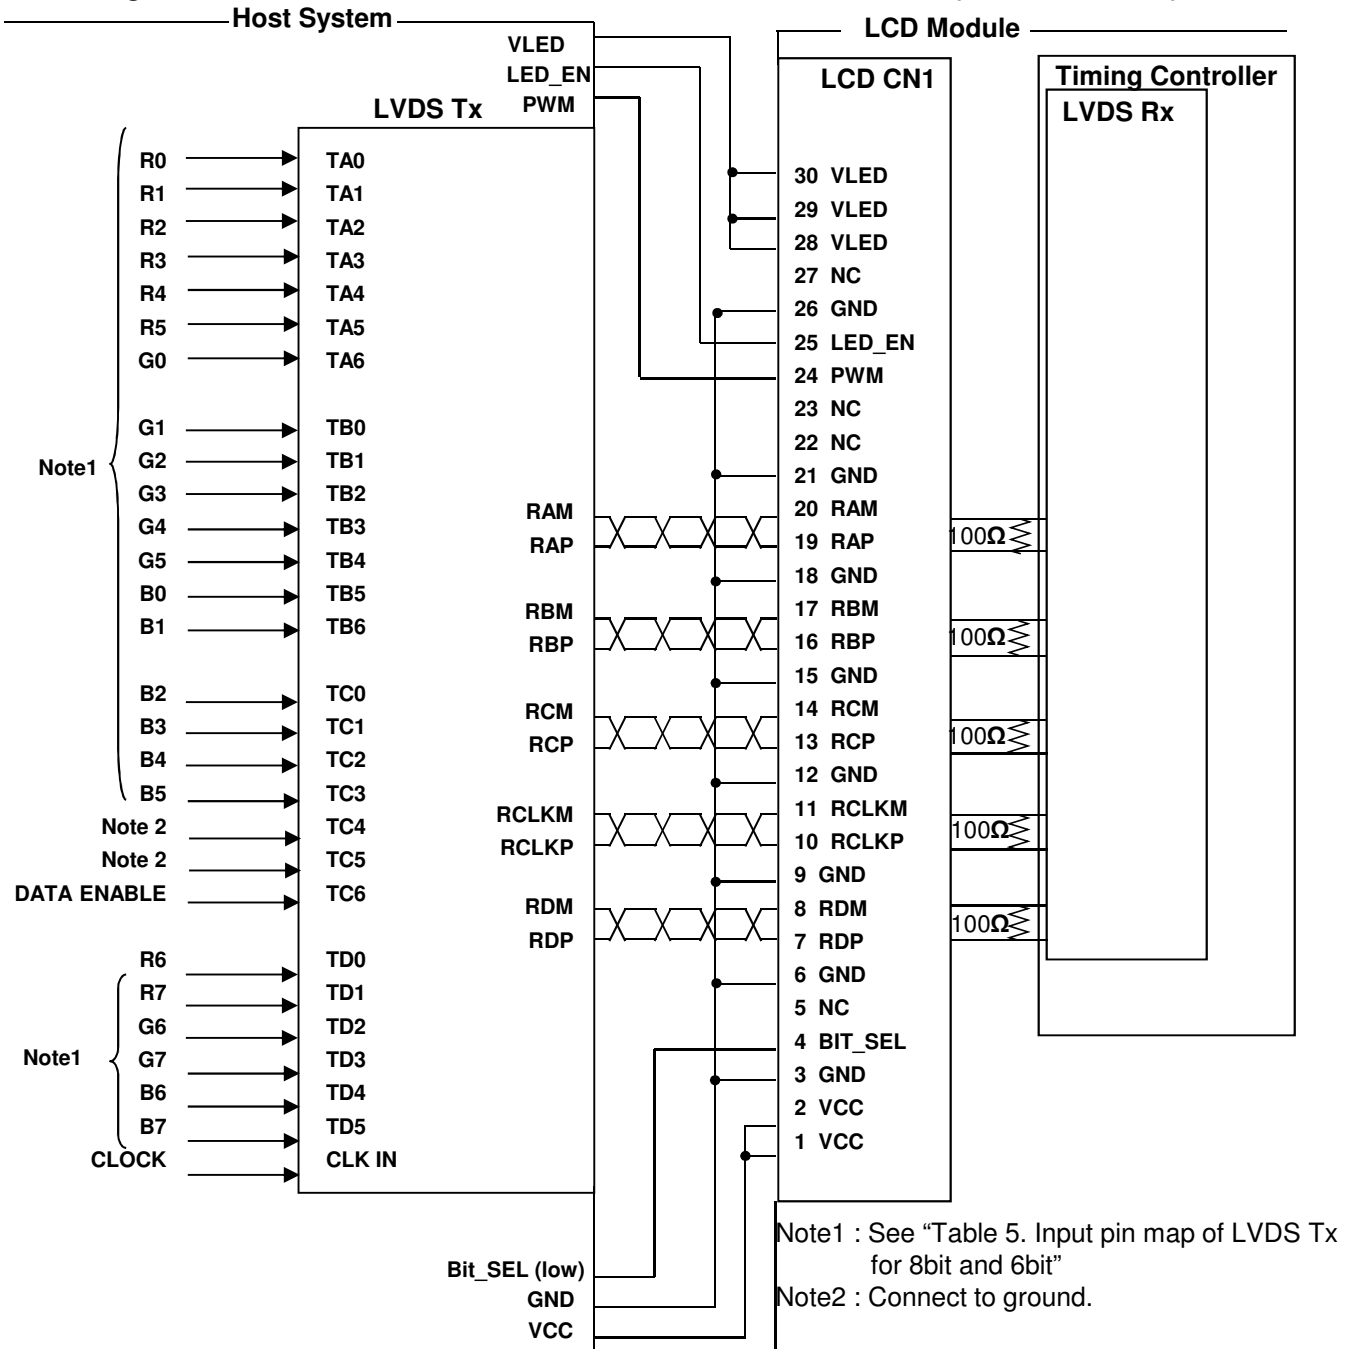 Host System
LCD Module
VLED
LED_EN
PWM
LVDS Tx
LCD CN1
Timing Controller
LVDS Rx
R0 TA0
R1 TA1
R2 TA2
R3 TA3
R4 TA4
R5 TA5
G0 TA6
G1 TB0
G2 TB1
G3 TB2
G4 TB3
G5 TB4
B0 TB5
B1 TB6
B2 TC0
B3 TC1
B4 TC2
B5 TC3
Note 2 TC4
Note 2 TC5
DATA ENABLE TC6
R6 TD0
R7 TD1
G6 TD2
G7 TD3
B6 TD4
B7 TD5
CLOCK CLK IN
Note1
Note1
RAM
RAP
RBM
RBP
RCM
RCP
RCLKM
RCLKP
RDM
RDP
Bit_SEL (low)
GND
VCC
30 VLED
29 VLED
28 VLED
27 NC
26 GND
25 LED_EN
24 PWM
23 NC
22 NC
21 GND
20 RAM
19 RAP
18 GND
17 RBM
16 RBP
15 GND
14 RCM
13 RCP
12 GND
11 RCLKM
10 RCLKP
9 GND
8 RDM
7 RDP
6 GND
5 NC
4 BIT_SEL
3 GND
2 VCC
1 VCC
100Ω
100Ω
100Ω
100Ω
100Ω
Note1 : See “Table 5. Input pin map of LVDS Tx
for 8bit and 6bit”
Note2 : Connect to ground.